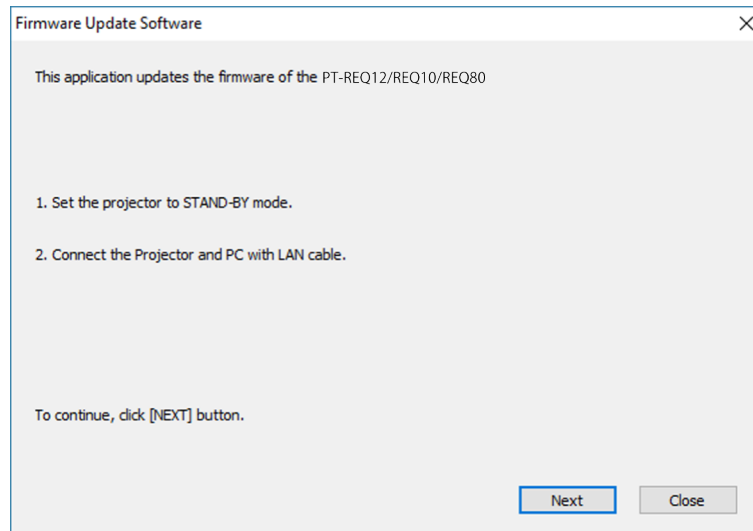 Firmware Update Software
This application updates the firmware of the PT-REQ12/REQ10/REQ80
1. Set the projector to STAND-BY mode.
2. Connect the Projector and PC with LAN cable.
To continue, click [NEXT] button.
Next Close